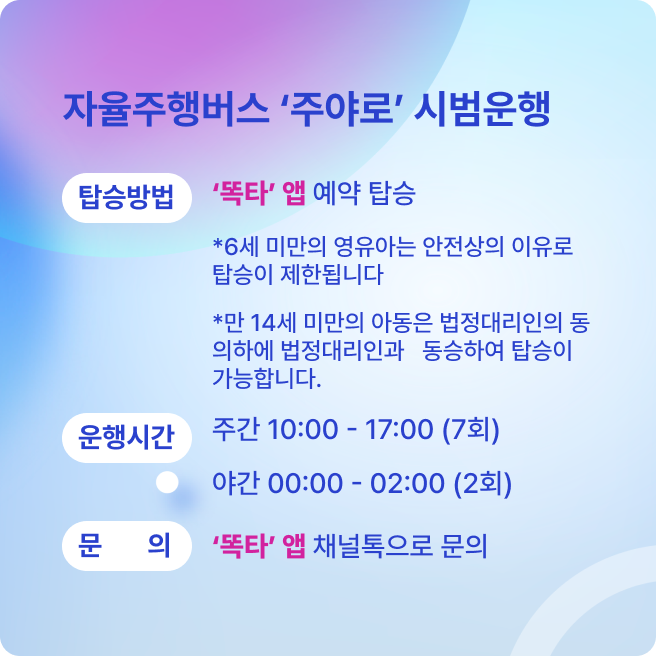 자율주행버스 ‘주야로’ 시범운행
탑승방법
‘똑타’ 앱 예약 탑승
*6세 미만의 영유아는 안전상의 이유로
탑승이 제한됩니다
*만 14세 미만의 아동은 법정대리인의 동
의하에 법정대리인과   동승하여 탑승이
가능합니다.
운행시간
주간 10:00 - 17:00 (7회)
야간 00:00 - 02:00 (2회)
문 의
‘똑타’ 앱 채널톡으로 문의